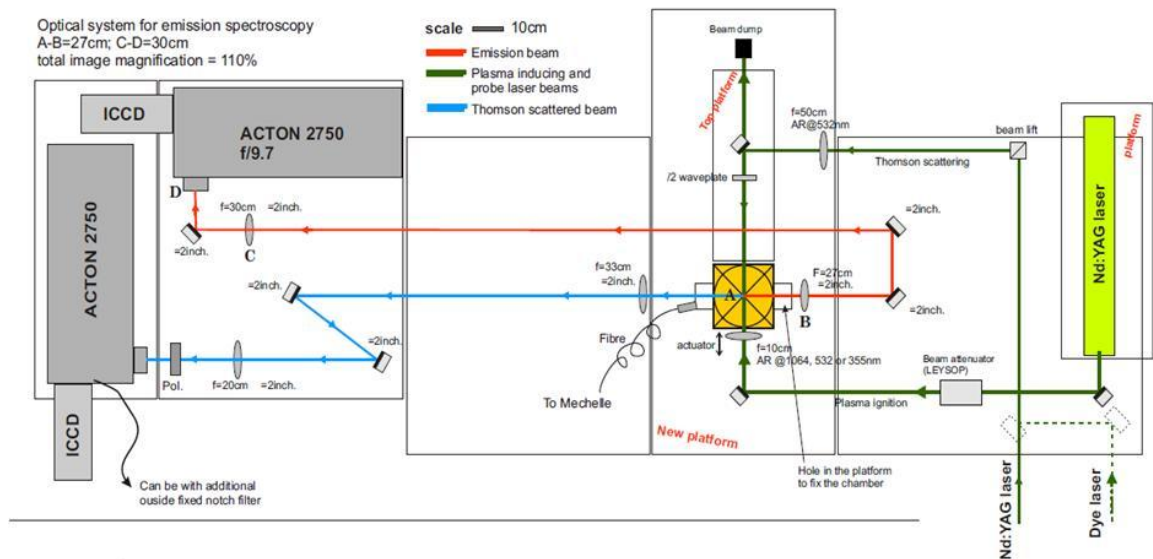 Optical system for emission spectroscopy
A-B=27cm; C-D=30cm
total image magnification = 110%
scale
10cm
Emission beam
Plasma inducing and
probe laser beams
Thomson scattered beam
Beam dump
Top platform
f=50cm
AR@532nm
beam lift
platform
ICCD
ACTON 2750
f/9.7
Thomson scattering
/2 waveplate
Nd:YAG laser
D
f=30cm =2inch.
=2inch.
C
=2inch.
=2inch.
ACTON 2750
f=33cm
=2inch.
A
F=27cm
=2inch.
B
=2inch.
=2inch.
Fibre
actuator
f=10cm
AR @1064, 532 or 355nm
Beam attenuator
(LEYSOP)
=2inch.
Pol.
f=20cm =2inch.
To Mechelle
Plasma ignition
New platform
ICCD
Hole in the platform
to fix the chamber
Can be with additional
ouside fixed notch filter
Nd:YAG laser
Dye laser